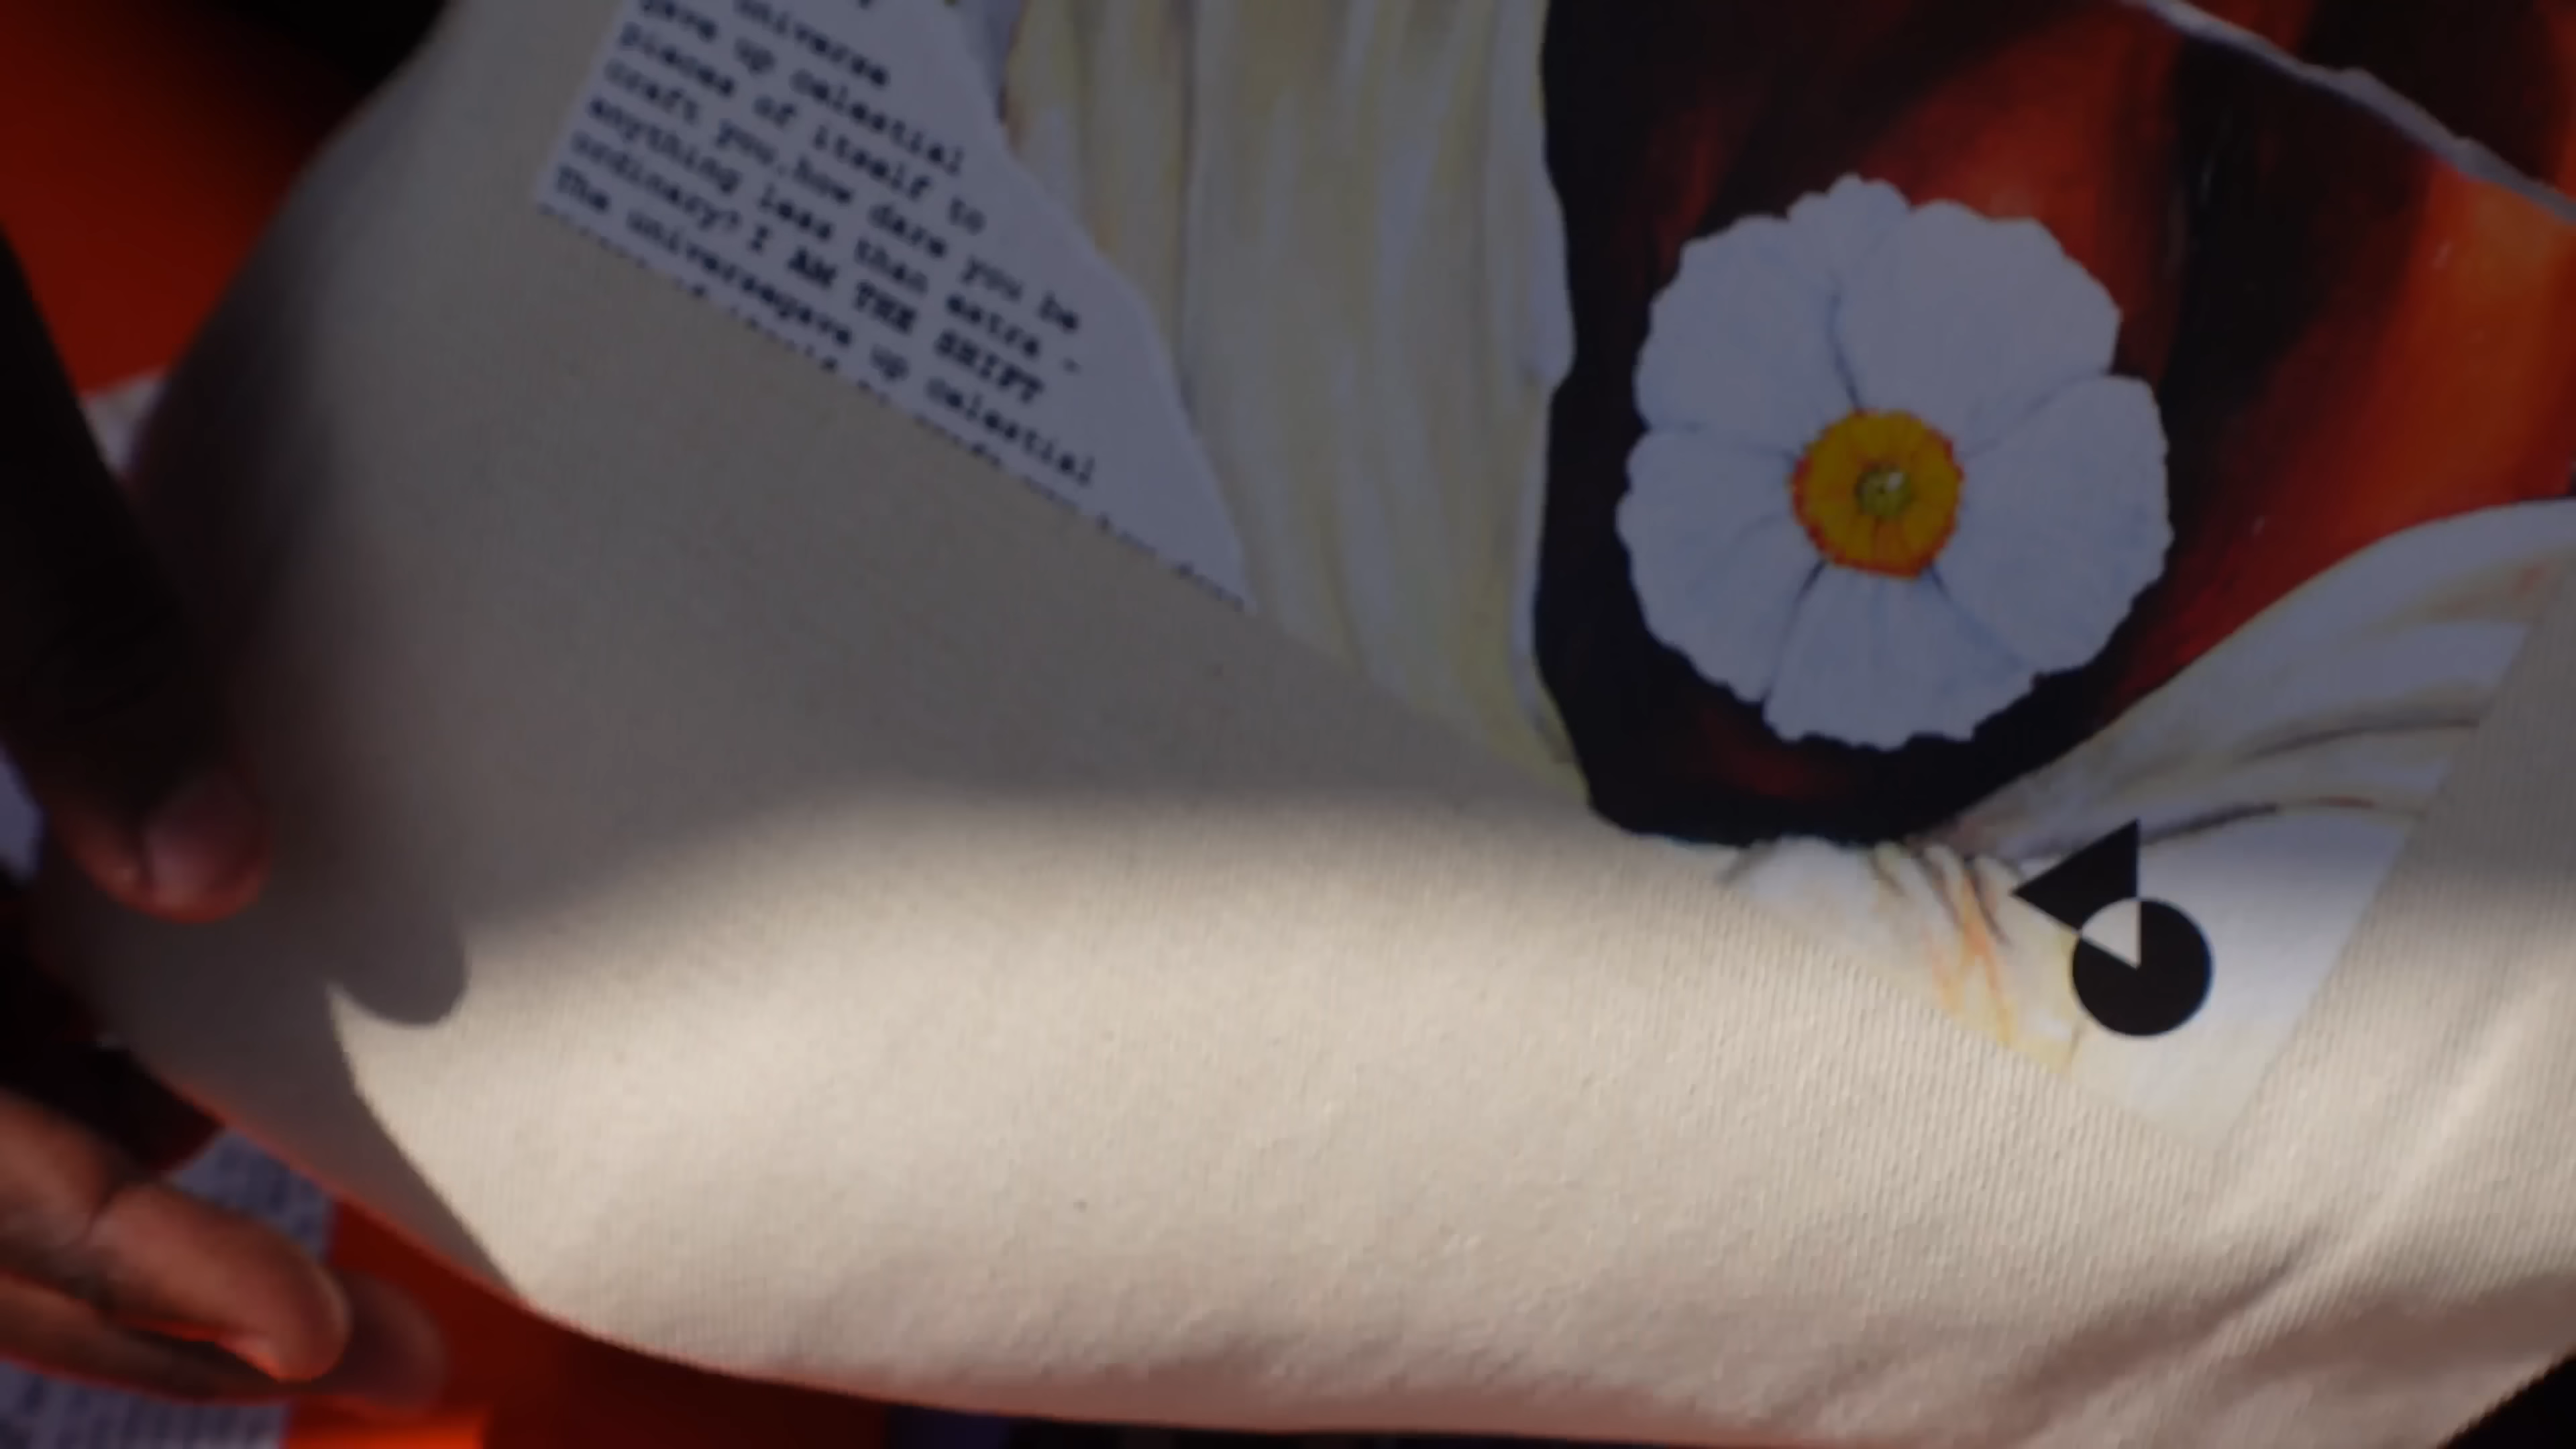 universe
gave up celestial
pieces of itself to
craft you,how dare you be
anything less than extra -
ordinary? I AM THE SHIFT
The universegave up celestial